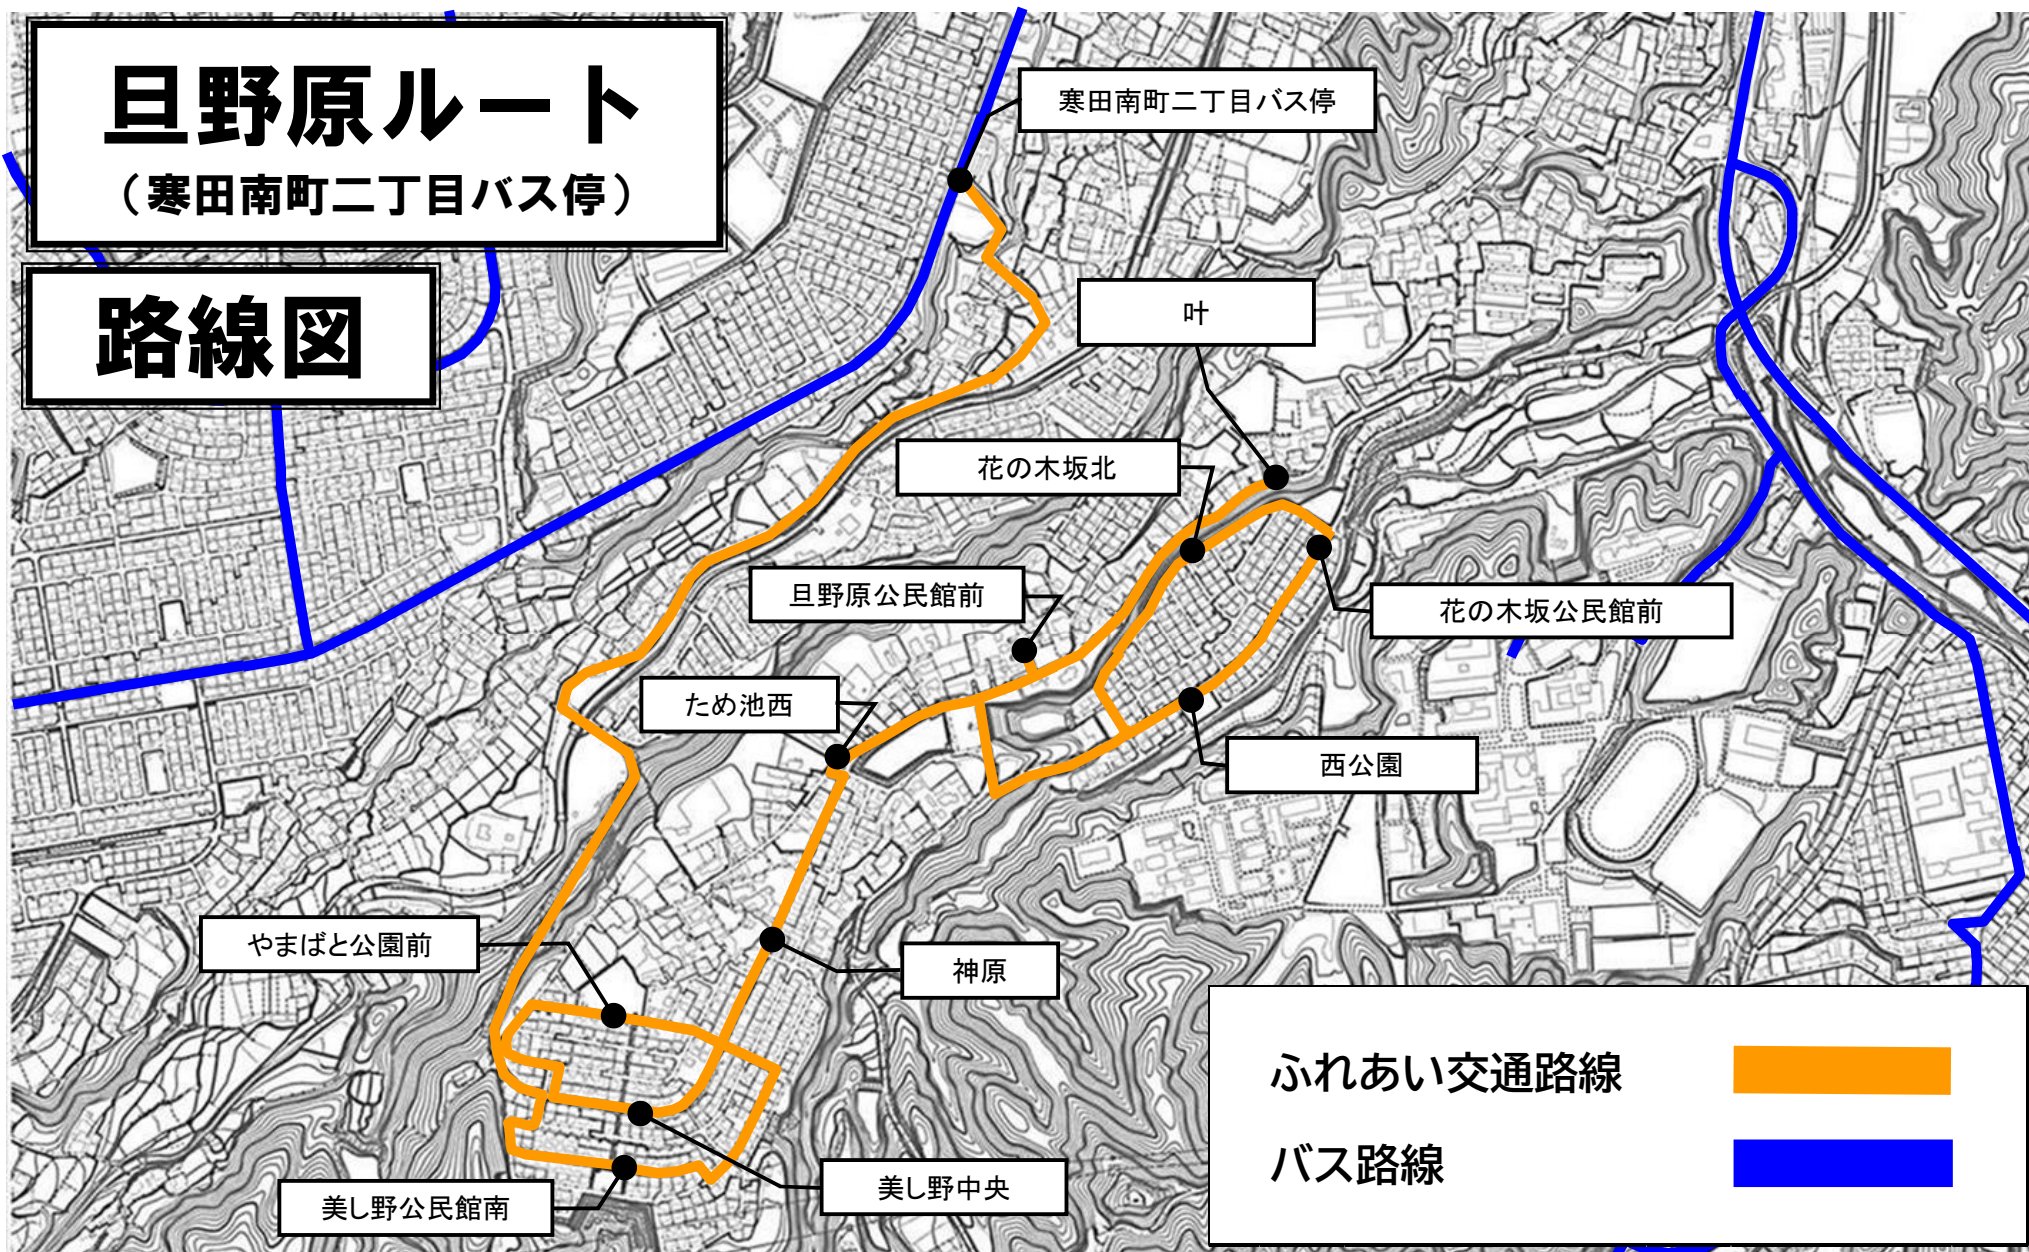 旦野原ルート
（寒田南町二丁目バス停）
路線図
寒田南町二丁目バス停
叶
花の木坂北
旦野原公民館前
花の木坂公民館前
ため池西
西公園
やまばと公園前
神原
美し野中央
美し野公民館南
ふれあい交通路線
バス路線